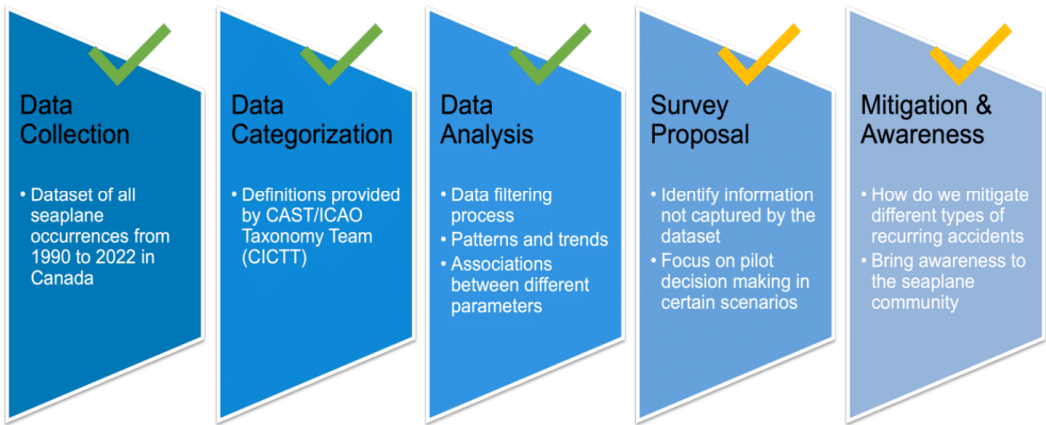 Data
Collection
• Dataset of all
seaplane
occurrences from
1990 to 2022 in
Canada
Data
Categorization
• Definitions provided
by CAST/ICAO
Taxonomy Team
(CICTT)
Data
Analysis
• Data filtering
process
• Patterns and trends
• Associations
between different
parameters
Survey
Proposal
• Identify information
not captured by the
dataset
• Focus on pilot
decision making in
certain scenarios
Mitigation &
Awareness
• How do we mitigate
different types of
recurring accidents
• Bring awareness to
the seaplane
community